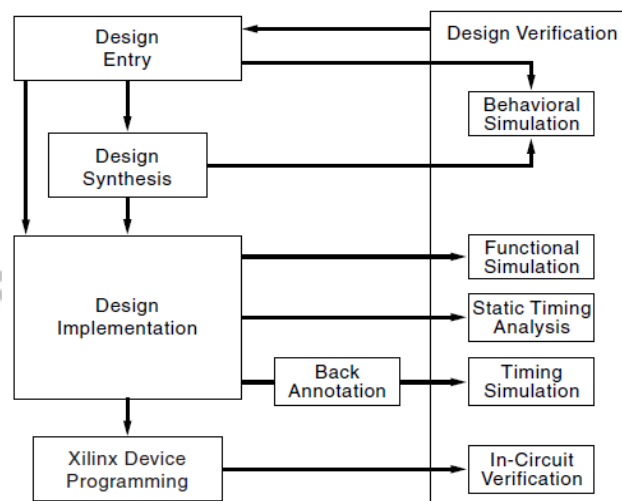 Design
Entry
Design Verification
Behavioral
Simulation
Design
Synthesis
Functional
Simulation
Design
Implementation
Static Timing
Analysis
Back
Annotation
Timing
Simulation
Xilinx Device
Programming
In-Circuit
Verification